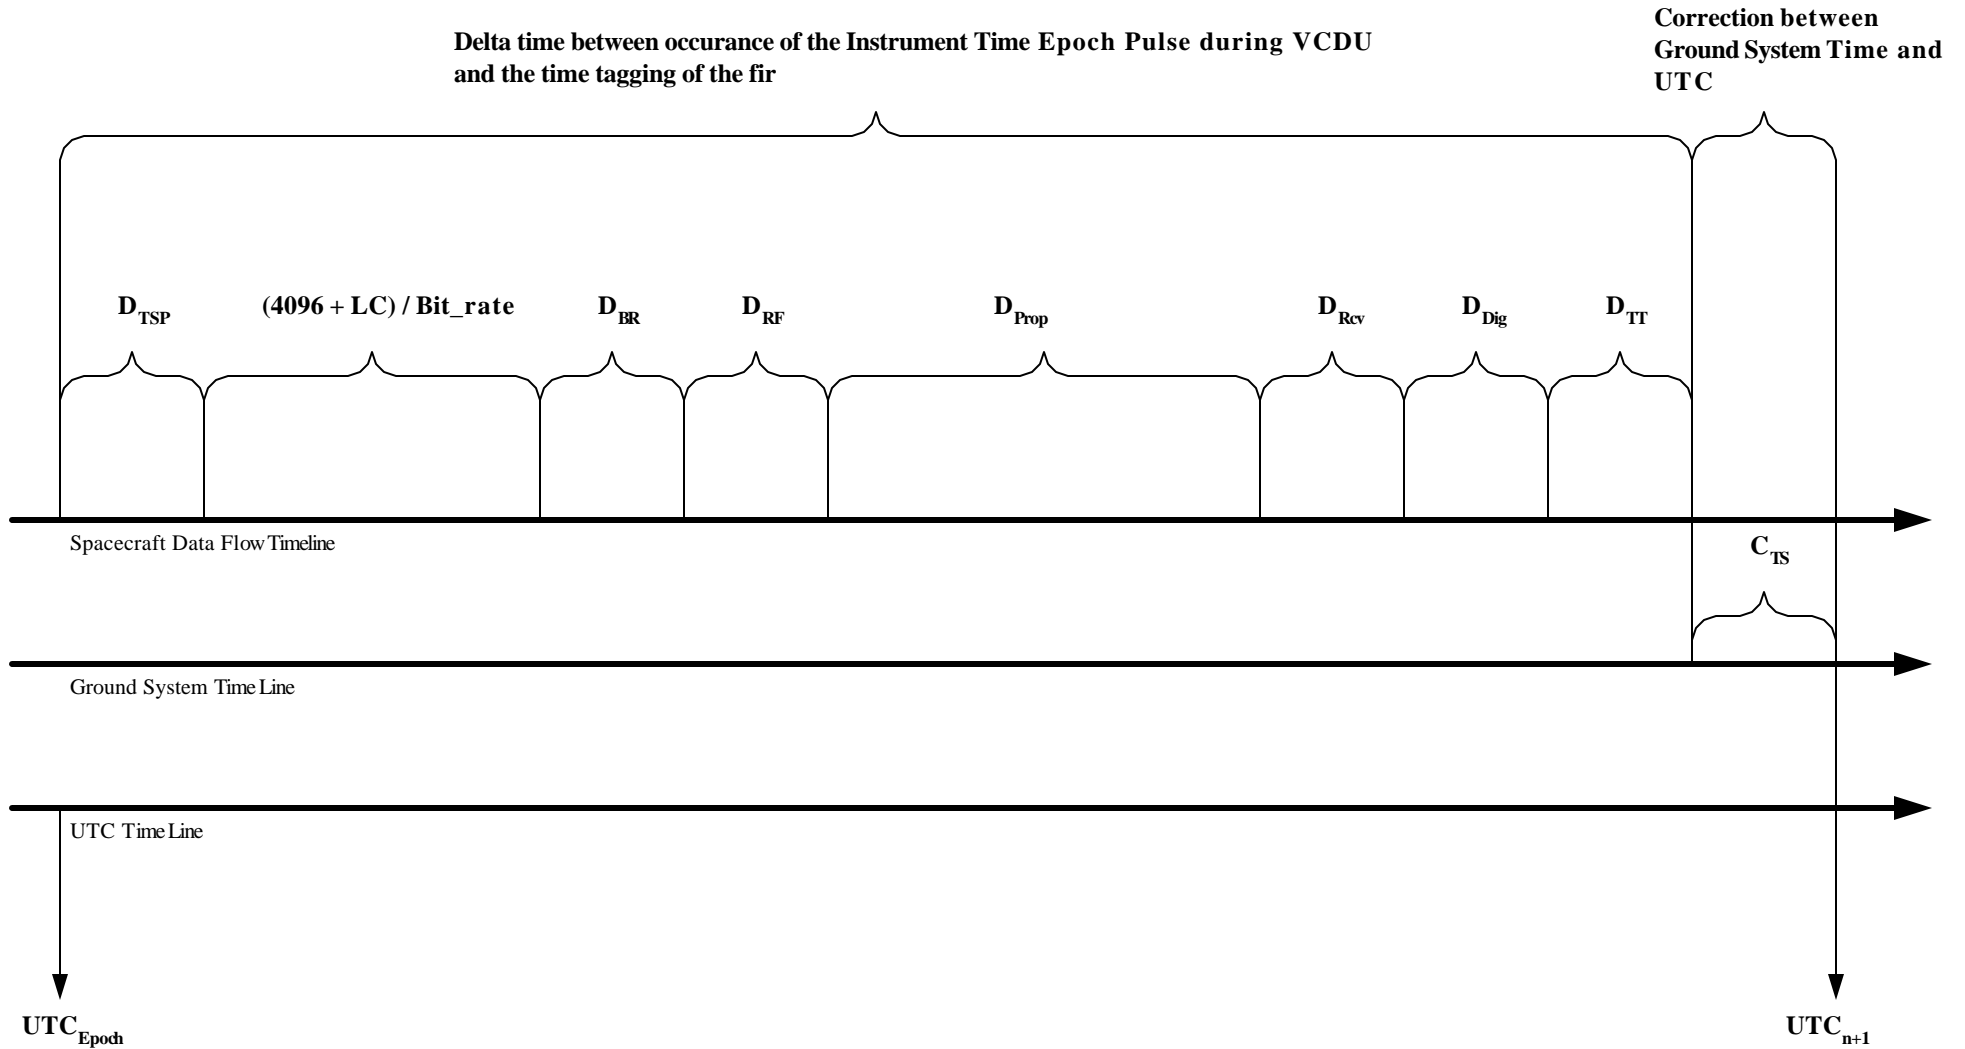 Correction between
Ground System Time and
UTC
Delta time between occurance of the Instrument Time Epoch Pulse during VCDU
and the time tagging of the fir
D_TSP
(4096 + LC) / Bit_rate
D_BR
D_RF
D_Prop
D_Rcv
D_Dig
D_TT
Spacecraft Data Flow Timeline
C_TS
Ground System Time Line
UTC Time Line
UTC_Epoch
UTC_n+1